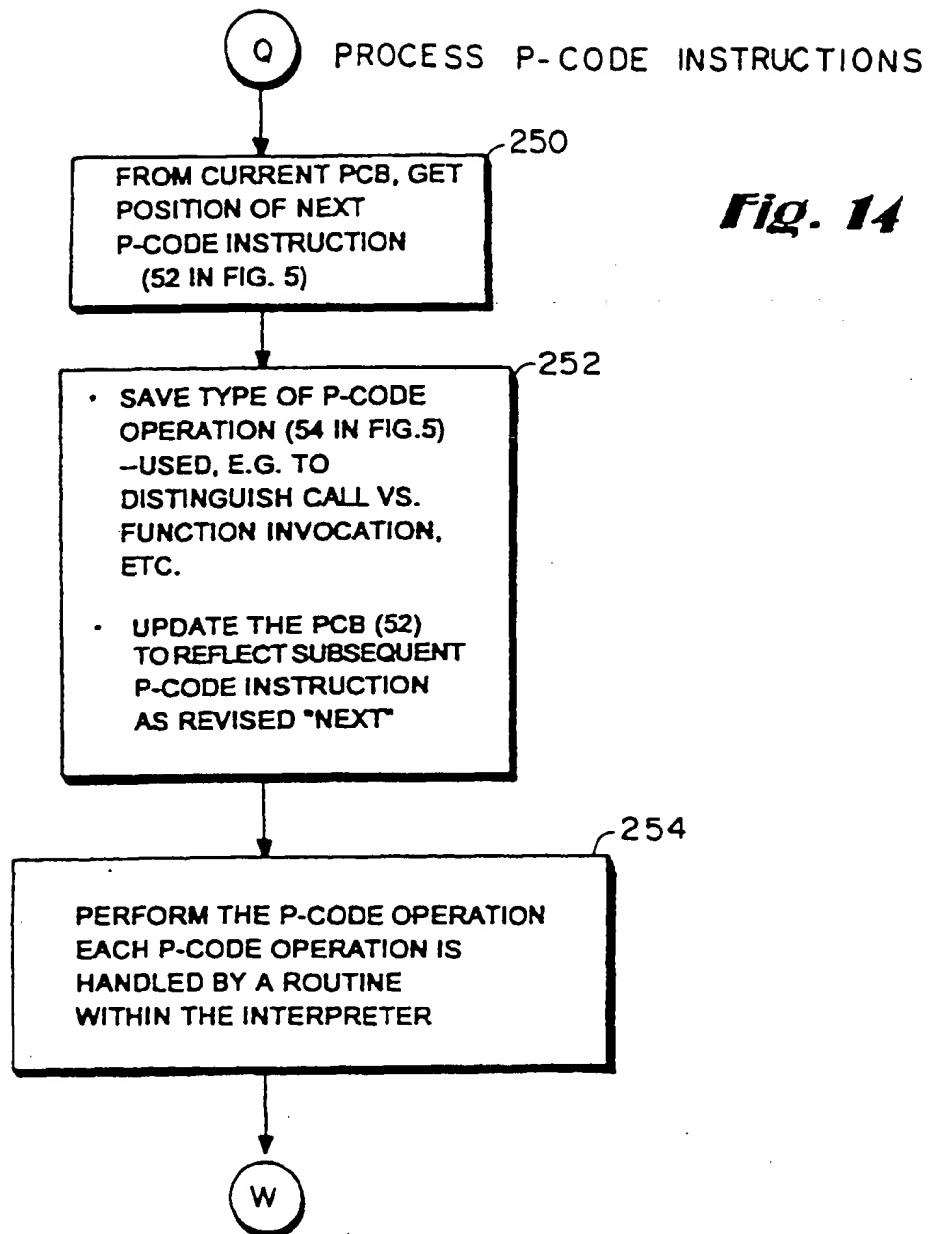 Q PROCESS P-CODE INSTRUCTIONS
250
FROM CURRENT PCB, GET
POSITION OF NEXT
P-CODE INSTRUCTION
(52 IN FIG. 5)
Fig. 14
252
· SAVE TYPE OF P-CODE
OPERATION (54 IN FIG.5)
–USED, E.G. TO
DISTINGUISH CALL VS.
FUNCTION INVOCATION,
ETC.
· UPDATE THE PCB (52)
TO REFLECT SUBSEQUENT
P-CODE INSTRUCTION
AS REVISED "NEXT"
254
PERFORM THE P-CODE OPERATION
EACH P-CODE OPERATION IS
HANDLED BY A ROUTINE
WITHIN THE INTERPRETER
W